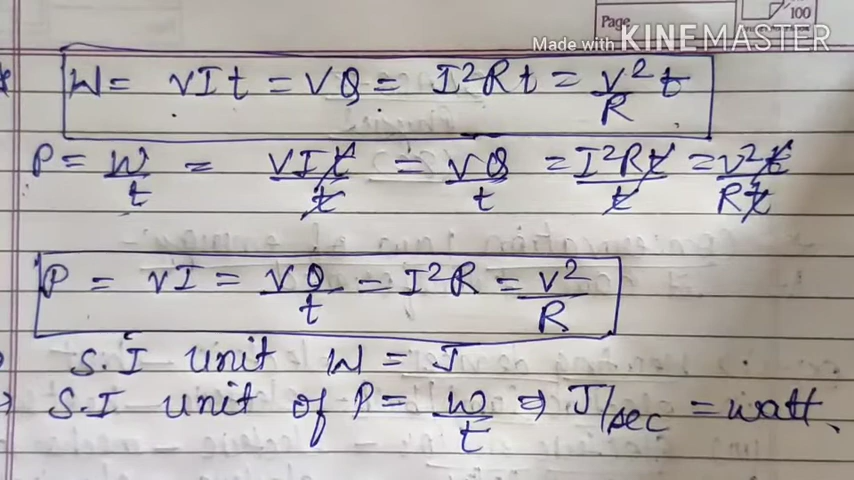 Page
100
Made with KINEMASTER
W = VIt = VQ = I²Rt = V²/R t
P = W/t = VIt/t = VQ/t = I²Rt/t = V²t/Rt
P = VI = VQ/t = I²R = V²/R
S.I unit W = J
S.I unit of P = W/t ⇒ J/sec = watt.